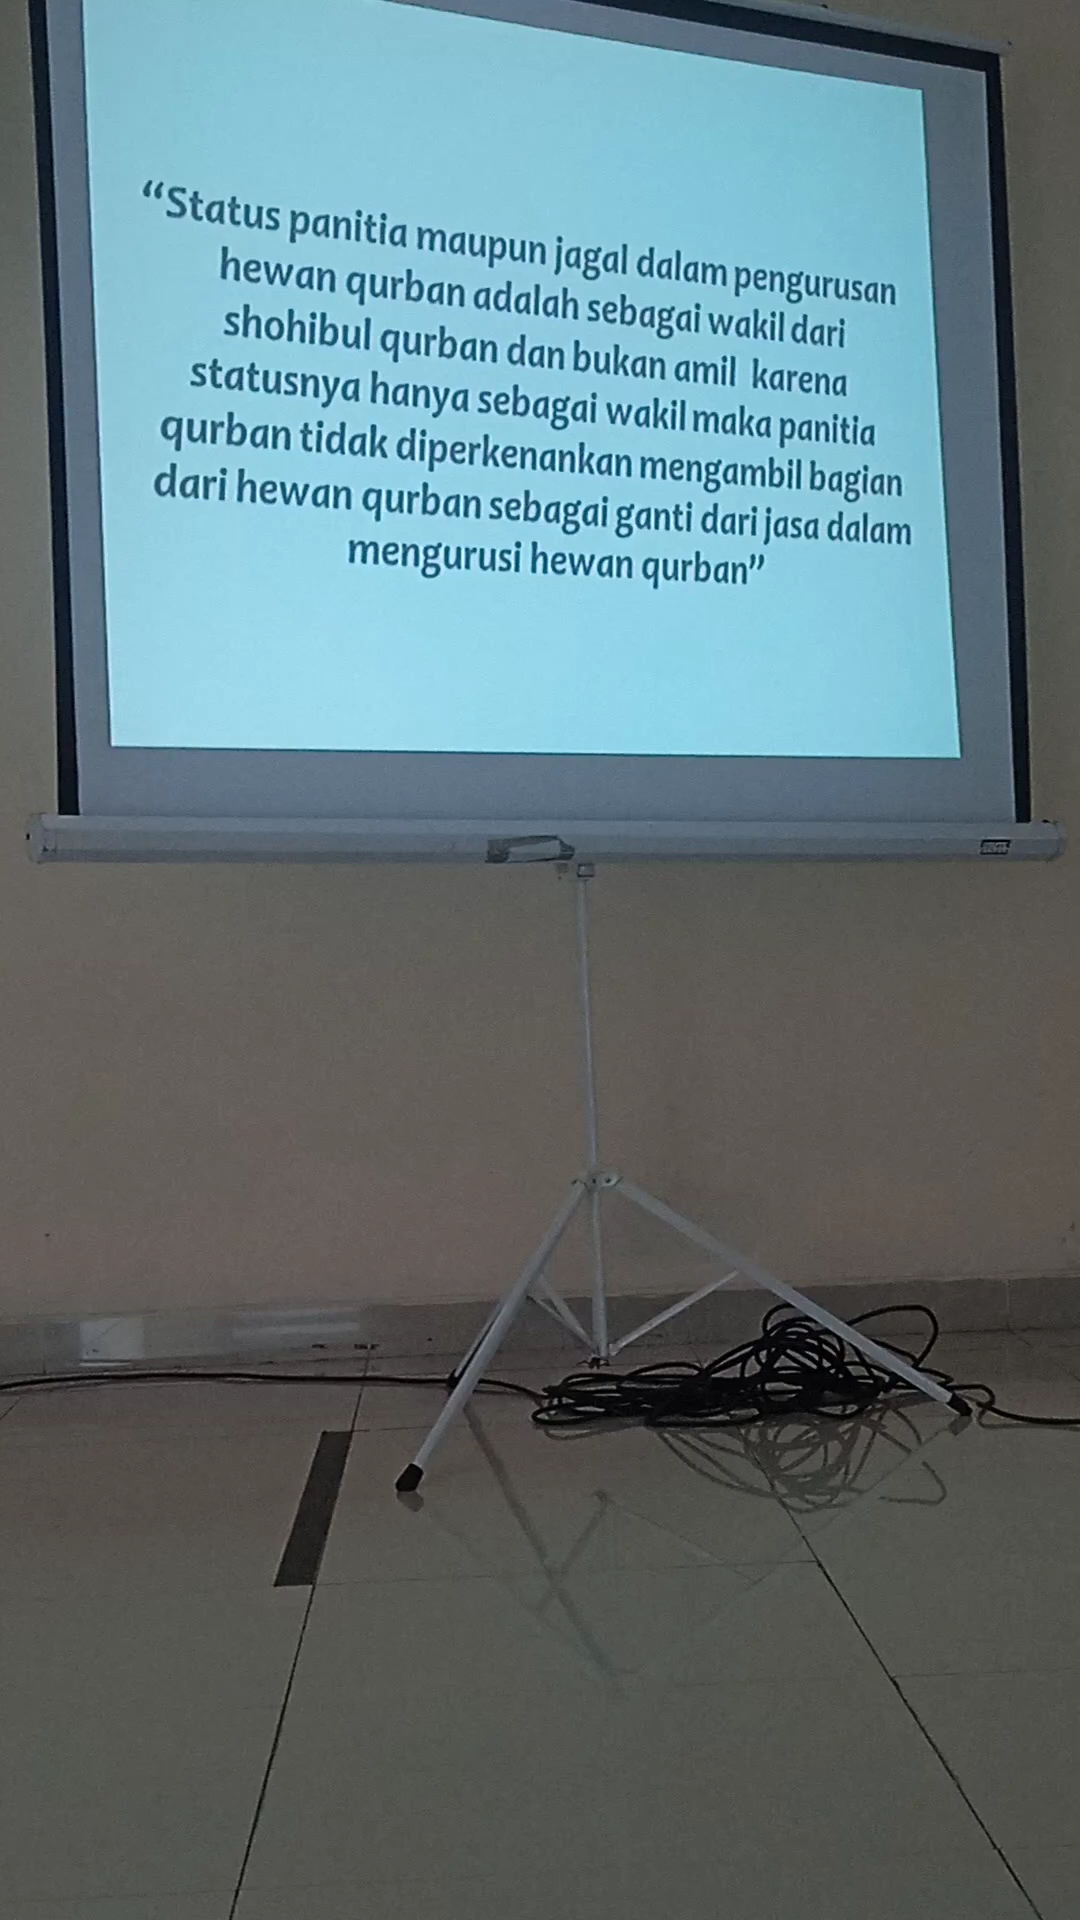 “Status panitia maupun jagal dalam pengurusan
hewan qurban adalah sebagai wakil dari
shohibul qurban dan bukan amil karena
statusnya hanya sebagai wakil maka panitia
qurban tidak diperkenankan mengambil bagian
dari hewan qurban sebagai ganti dari jasa dalam
mengurusi hewan qurban”